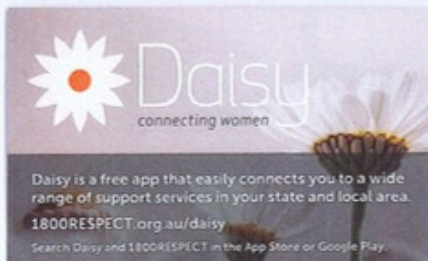 Daisy
connecting women
Daisy is a free app that easily connects you to a wide
range of support services in your state and local area.
1800RESPECT.org.au/daisy
Search Daisy and 1800RESPECT in the App Store or Google Play.